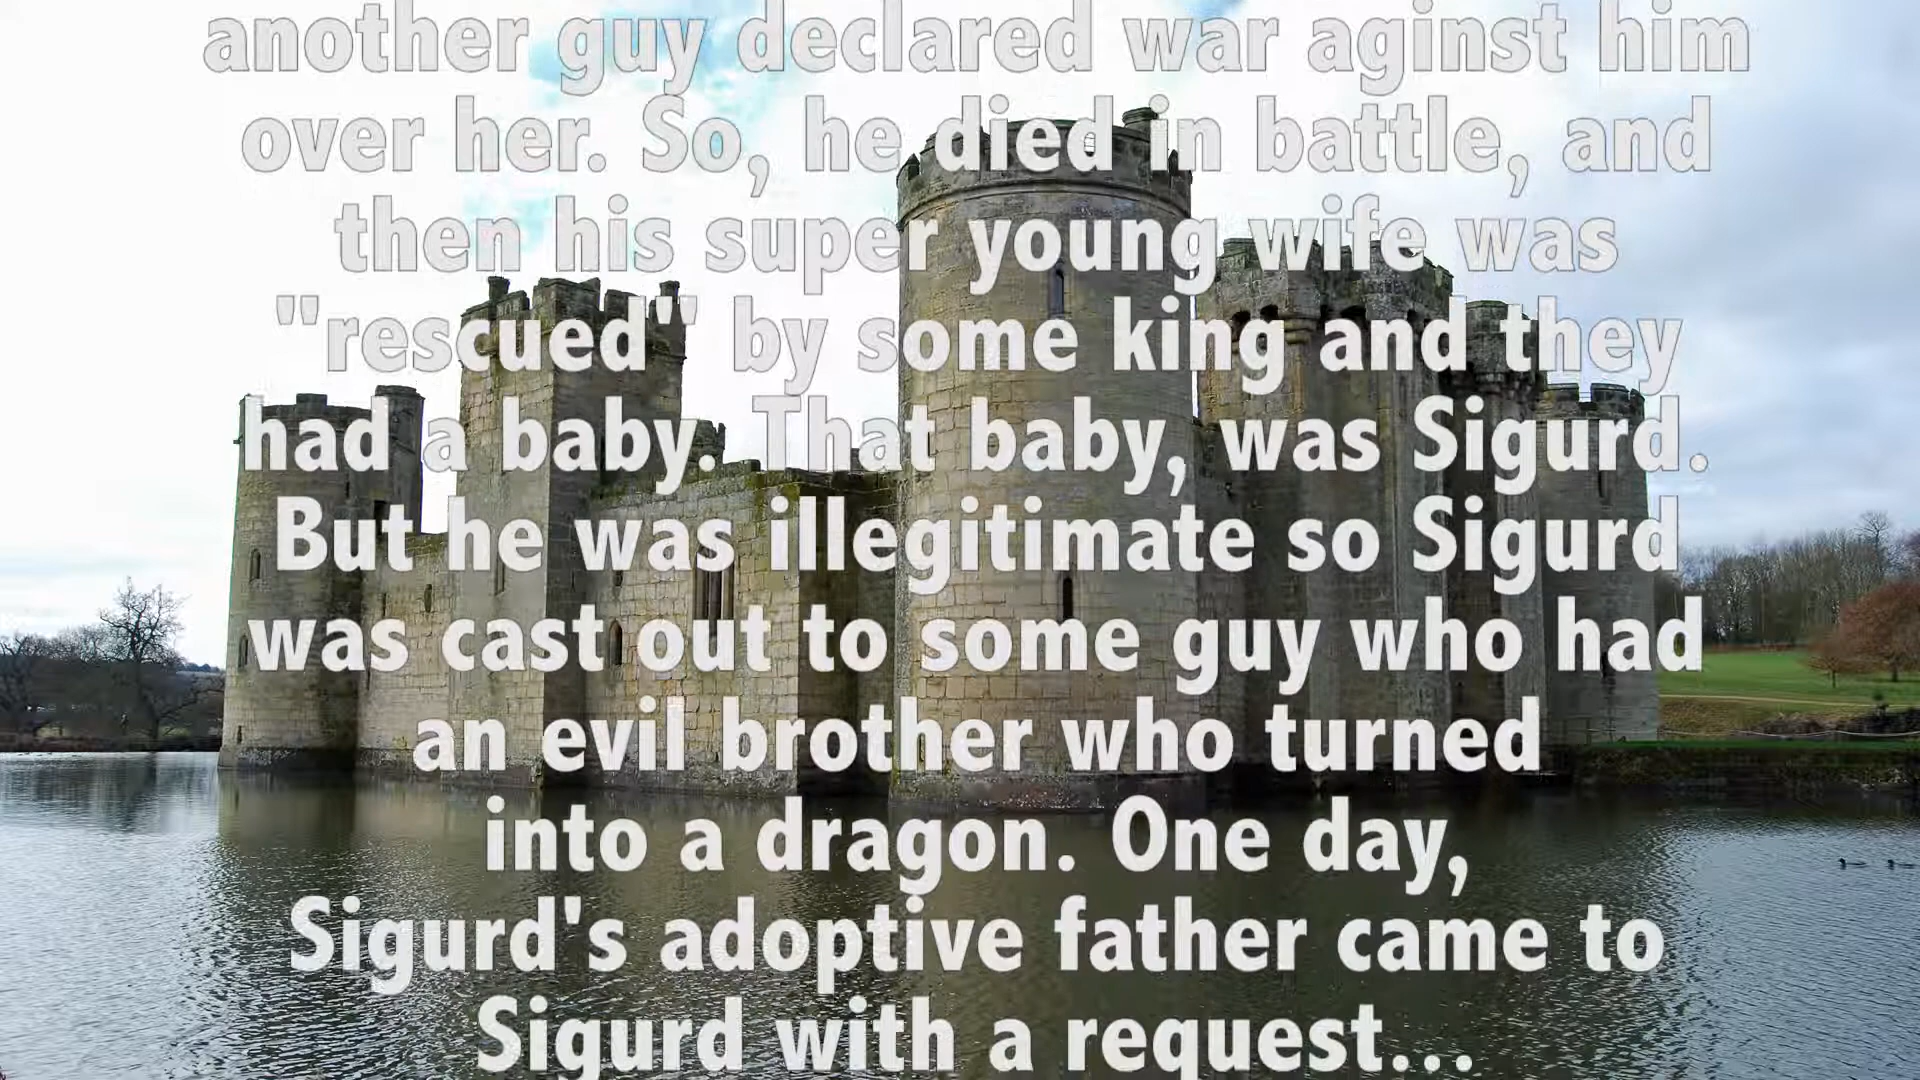 another guy declared war aginst him
over her. So, he died in battle, and
then his super young wife was
"rescued" by some king and they
had a baby. That baby, was Sigurd.
But he was illegitimate so Sigurd
was cast out to some guy who had
an evil brother who turned
into a dragon. One day,
Sigurd's adoptive father came to
Sigurd with a request...